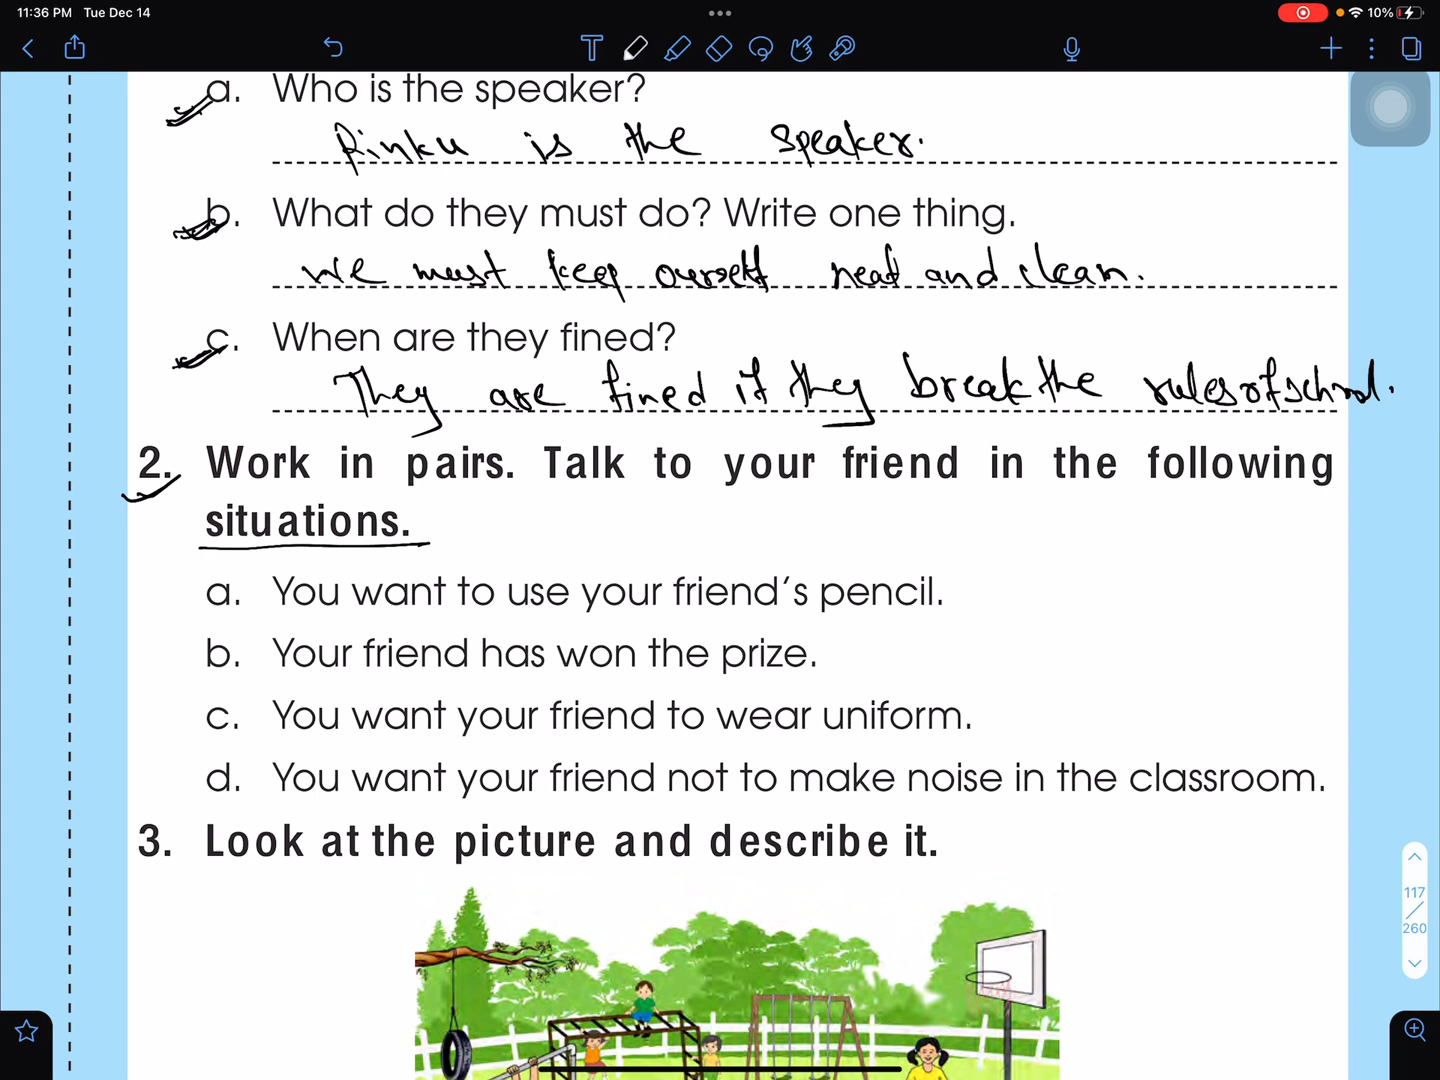 11:36 PM Tue Dec 14
10%
a. Who is the speaker?
Rinku is the speaker.
b. What do they must do? Write one thing.
We must keep ourself neat and clean.
c. When are they fined?
They are fined if they break the rules of school.
2. Work in pairs. Talk to your friend in the following
situations.
a. You want to use your friend's pencil.
b. Your friend has won the prize.
c. You want your friend to wear uniform.
d. You want your friend not to make noise in the classroom.
3. Look at the picture and describe it.
117
260